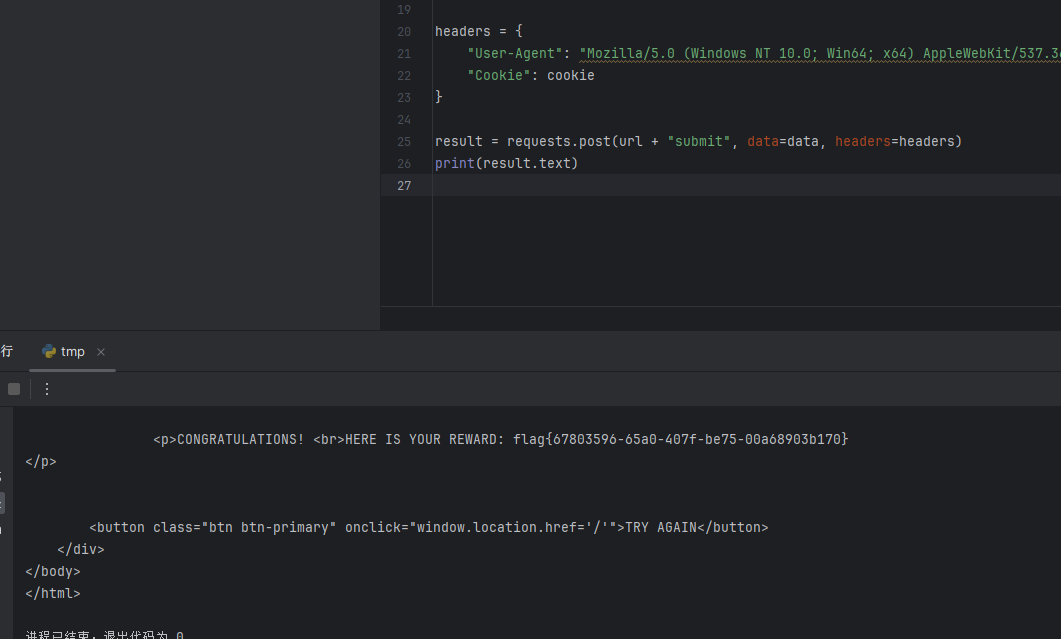 19
20 headers = {
21 "User-Agent": "Mozilla/5.0 (Windows NT 10.0; Win64; x64) AppleWebKit/537.3
22 "Cookie": cookie
23 }
24
25 result = requests.post(url + "submit", data=data, headers=headers)
26 print(result.text)
27
行 tmp ×
<p>CONGRATULATIONS! <br>HERE IS YOUR REWARD: flag{67803596-65a0-407f-be75-00a68903b170}
</p>
<button class="btn btn-primary" onclick="window.location.href='/'">TRY AGAIN</button>
</div>
</body>
</html>
进程已结束，退出代码为 0